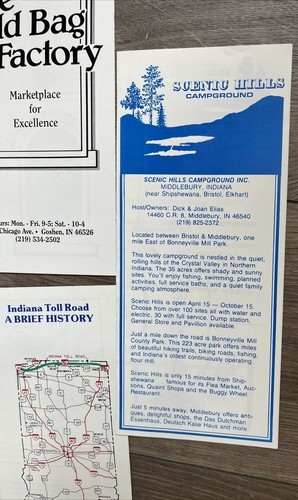 ld Bag
Factory
Marketplace
for
Excellence
urs: Mon. - Fri. 9-5; Sat. - 10-4
Chicago Ave. • Goshen, IN 46526
(219) 534-2502
Indiana Toll Road
A BRIEF HISTORY
INDIANA TOLL ROAD
SCENIC HILLS
CAMPGROUND
SCENIC HILLS CAMPGROUND INC.
MIDDLEBURY, INDIANA
(near Shipshewana, Bristol, Elkhart)
Host/Owners: Dick & Joan Elias
14460 C.R. 8, Middlebury, IN 46540
(219) 825-2372
Located between Bristol & Middlebury, one
mile East of Bonneyville Mill Park.
This lovely campground is nestled in the quiet,
rolling hills of the Crystal Valley in Northern
Indiana. The 35 acres offers shady and sunny
sites. You'll enjoy fishing, swimming, planned
activities, full service baths, and a quiet family
camping atmosphere.
Scenic Hills is open April 15 — October 15.
Choose from over 100 sites all with water and
electric, 30 with full service. Dump station,
General Store and Pavilion available.
Just a mile down the road is Bonneyville Mill
County Park. This 223 acre park offers miles
of beautiful hiking trails, biking roads, fishing,
and Indiana's oldest continuously operating
flour mill.
Scenic Hills is only 15 minutes from Ship-
shewana famous for its Flea Market, Auc-
tions, Quaint Shops and the Buggy Wheel
Restaurant.
Just 5 minutes away, Middlebury offers anti-
ques, delightful shops, the Das Dutchman
Essenhaus, Deutsch Kase Haus and more